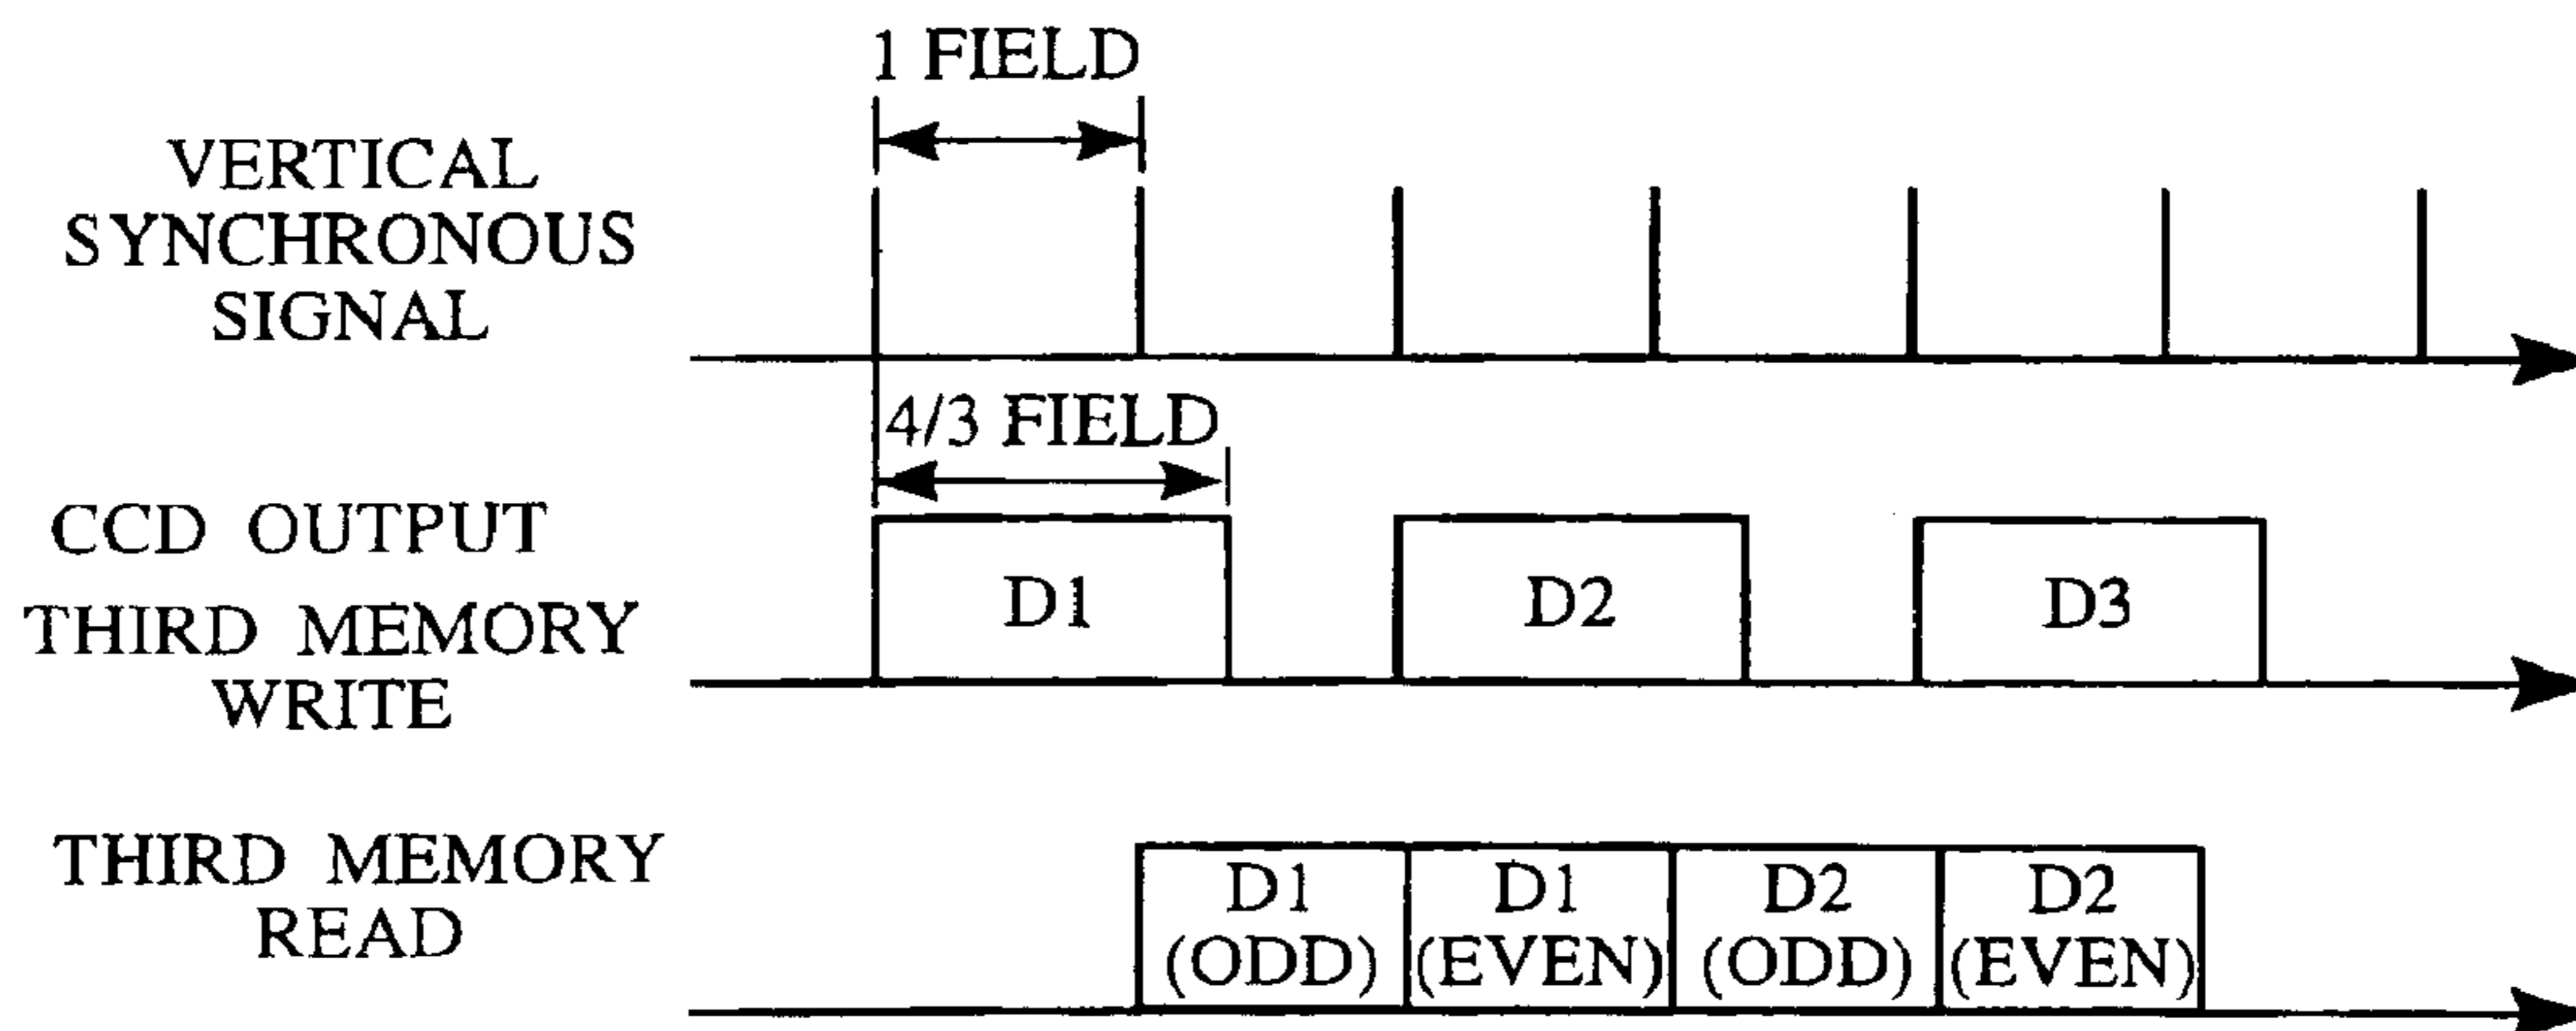 1 FIELD
VERTICAL
SYNCHRONOUS
SIGNAL
4/3 FIELD
CCD OUTPUT
THIRD MEMORY
WRITE
D1
D2
D3
THIRD MEMORY
READ
D1
(ODD)
D1
(EVEN)
D2
(ODD)
D2
(EVEN)